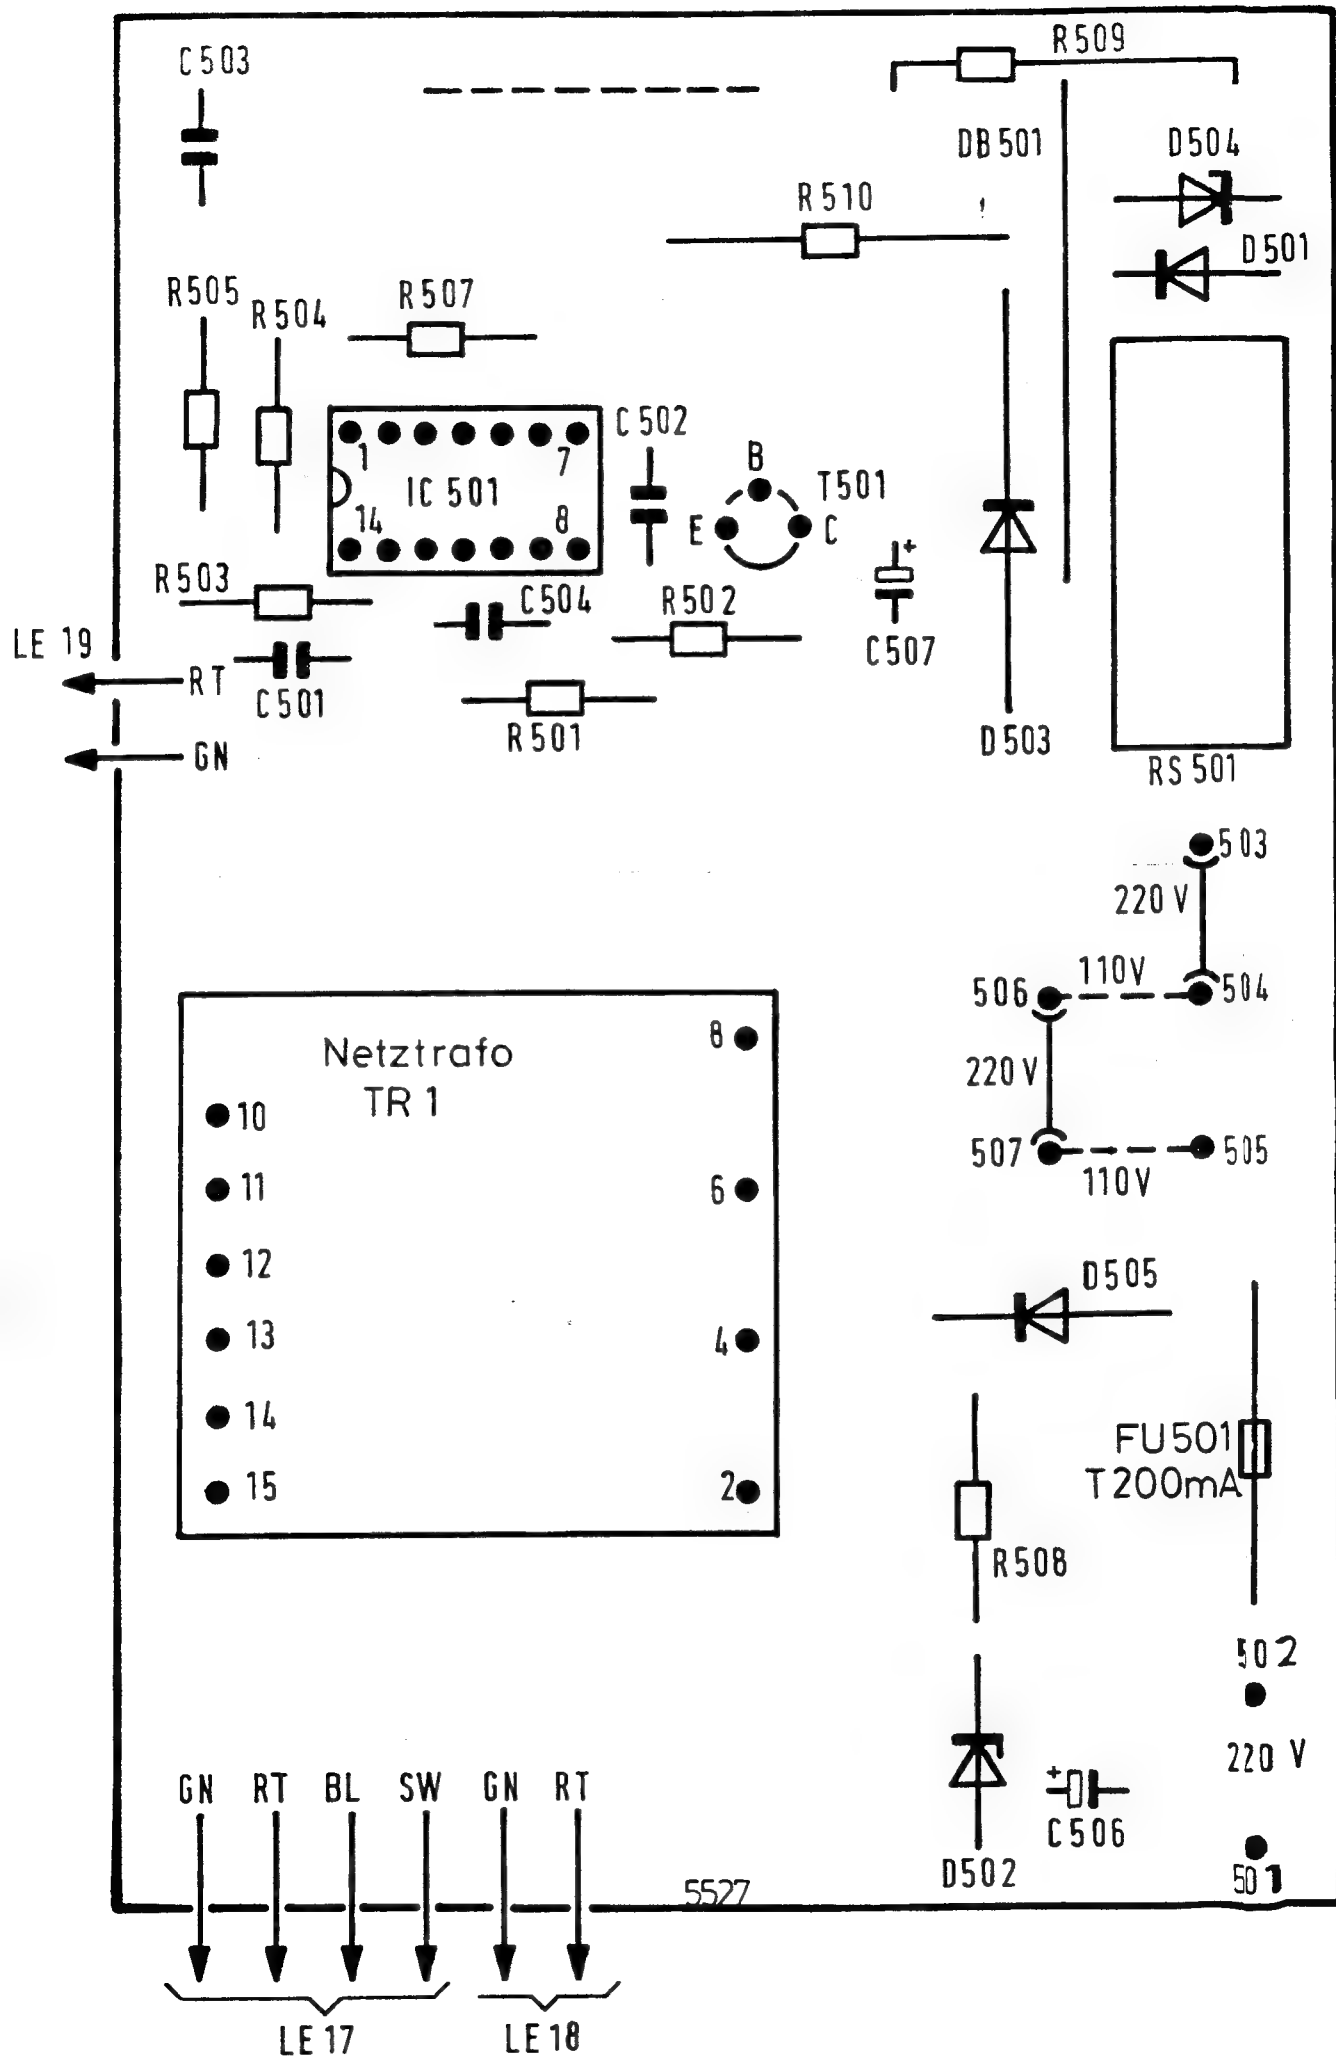 C503
R509
DB501
D504
R510
D501
R505
R504
R507
C502
B
T501
1
7
IC 501
E
C
14
8
+
R503
C504
R502
C507
LE 19
RT
C501
R501
GN
D503
RS 501
503
220 V
110V
506
504
220 V
507
505
110V
Netztrafo
TR 1
8
10
11
6
12
13
4
14
15
2
D505
FU501
T200mA
R508
502
220 V
+
C506
D502
501
GN RT BL SW GN RT
5527
LE 17
LE 18